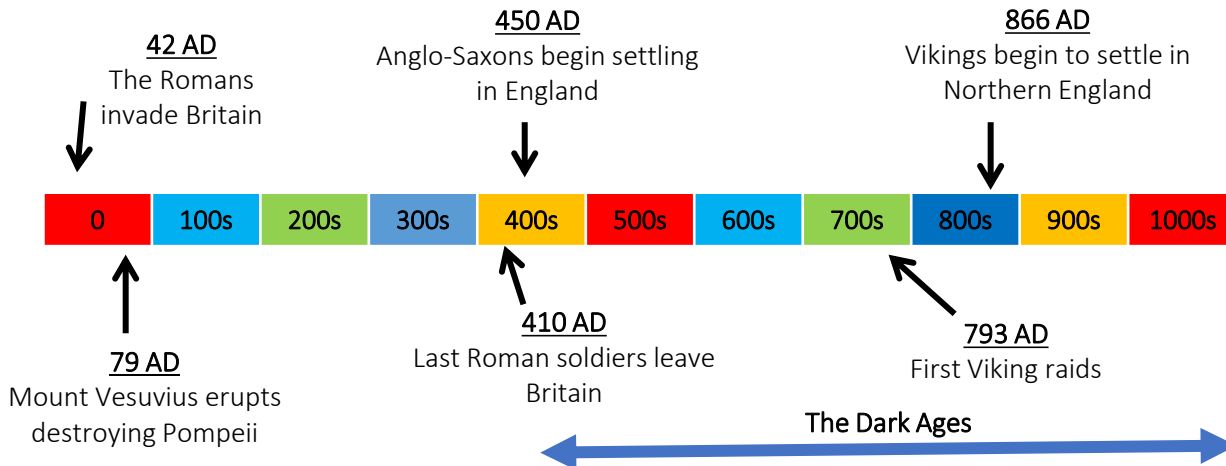 42 AD
The Romans
invade Britain
450 AD
Anglo-Saxons begin settling
in England
866 AD
Vikings begin to settle in
Northern England
0 100s 200s 300s 400s 500s 600s 700s 800s 900s 1000s
79 AD
Mount Vesuvius erupts
destroying Pompeii
410 AD
Last Roman soldiers leave
Britain
793 AD
First Viking raids
The Dark Ages